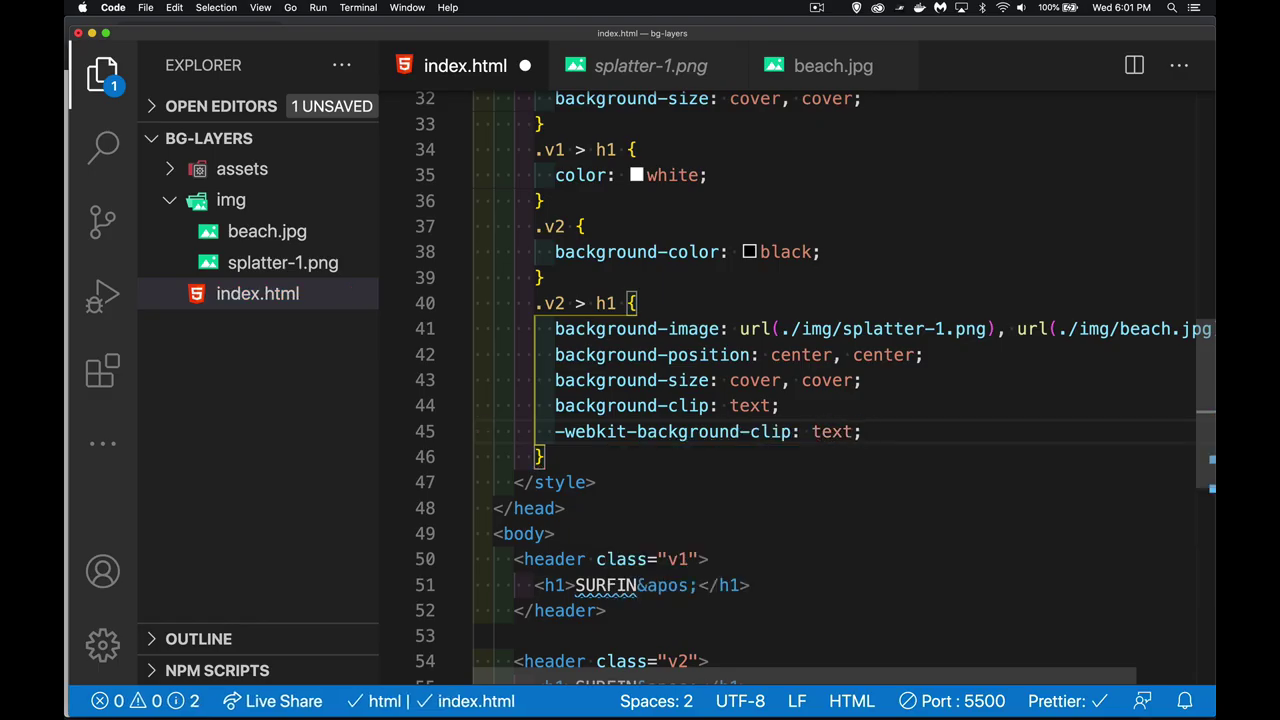 Code File Edit Selection View Go Run Terminal Window Help 100% Wed 6:01 PM
index.html — bg-layers
EXPLORER
index.html
splatter-1.png
beach.jpg
1
OPEN EDITORS 1 UNSAVED
BG-LAYERS
assets
img
beach.jpg
splatter-1.png
index.html
OUTLINE
NPM SCRIPTS
32 background-size: cover, cover;
33 }
34 .v1 > h1 {
35 color: white;
36 }
37 .v2 {
38 background-color: black;
39 }
40 .v2 > h1 {
41 background-image: url(./img/splatter-1.png), url(./img/beach.jpg
42 background-position: center, center;
43 background-size: cover, cover;
44 background-clip: text;
45 -webkit-background-clip: text;
46 }
47 </style>
48 </head>
49 <body>
50 <header class="v1">
51 <h1>SURFIN&apos;</h1>
52 </header>
53
54 <header class="v2">
55 <h1>SURFIN&apos;</h1>
0 0 2 Live Share html index.html Spaces: 2 UTF-8 LF HTML Port : 5500 Prettier: